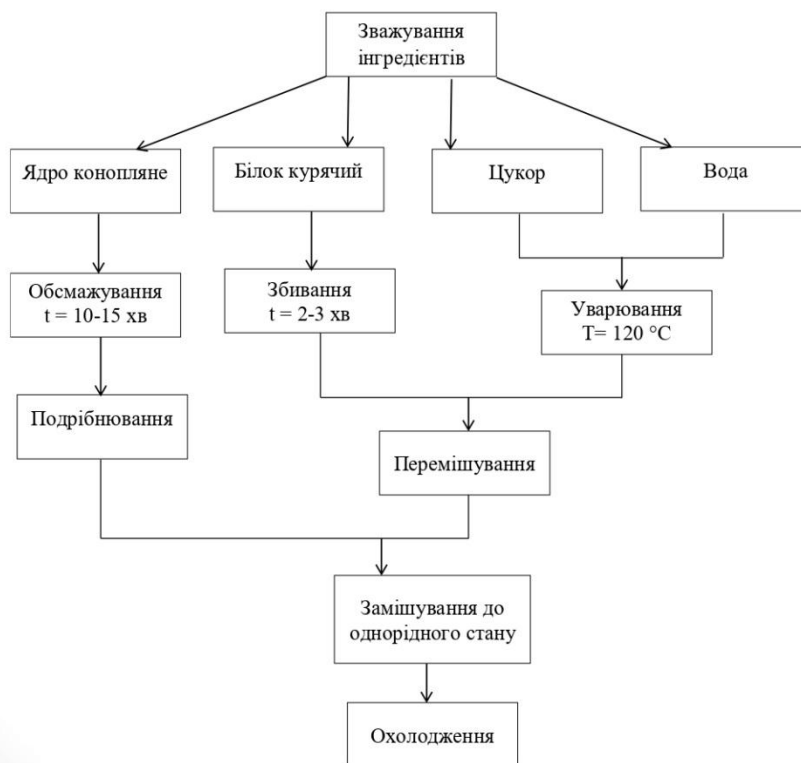 Зважування
інгредієнтів
Ядро конопляне
Білок курячий
Цукор
Вода
Обсмажування
t = 10-15 хв
Збивання
t = 2-3 хв
Уварювання
T= 120 °C
Подрібнювання
Перемішування
Замішування до
однорідного стану
Охолодження